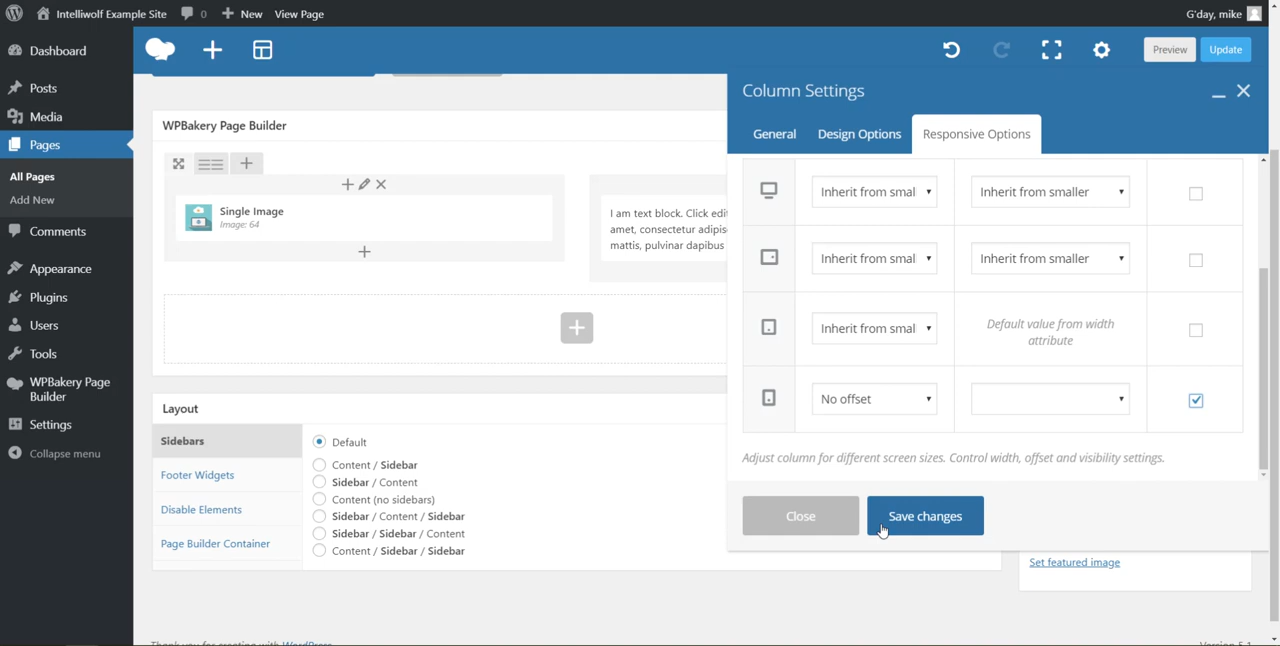 Intelliwolf Example Site
0
New
View Page
G'day, mike
Dashboard
Posts
Media
Pages
All Pages
Add New
Comments
Appearance
Plugins
Users
Tools
WPBakery Page
Builder
Settings
Collapse menu
Preview
Update
WPBakery Page Builder
Single Image
Image: 64
I am text block. Click edi
amet, consectetur adipis
mattis, pulvinar dapibus
Layout
Sidebars
Footer Widgets
Disable Elements
Page Builder Container
Default
Content / Sidebar
Sidebar / Content
Content (no sidebars)
Sidebar / Content / Sidebar
Sidebar / Sidebar / Content
Content / Sidebar / Sidebar
Column Settings
General
Design Options
Responsive Options
Inherit from smal
Inherit from smaller
Inherit from smal
Inherit from smaller
Inherit from smal
Default value from width
attribute
No offset
Adjust column for different screen sizes. Control width, offset and visibility settings.
Close
Save changes
Set featured image
Thank you for creating with WordPress
Version 5.1